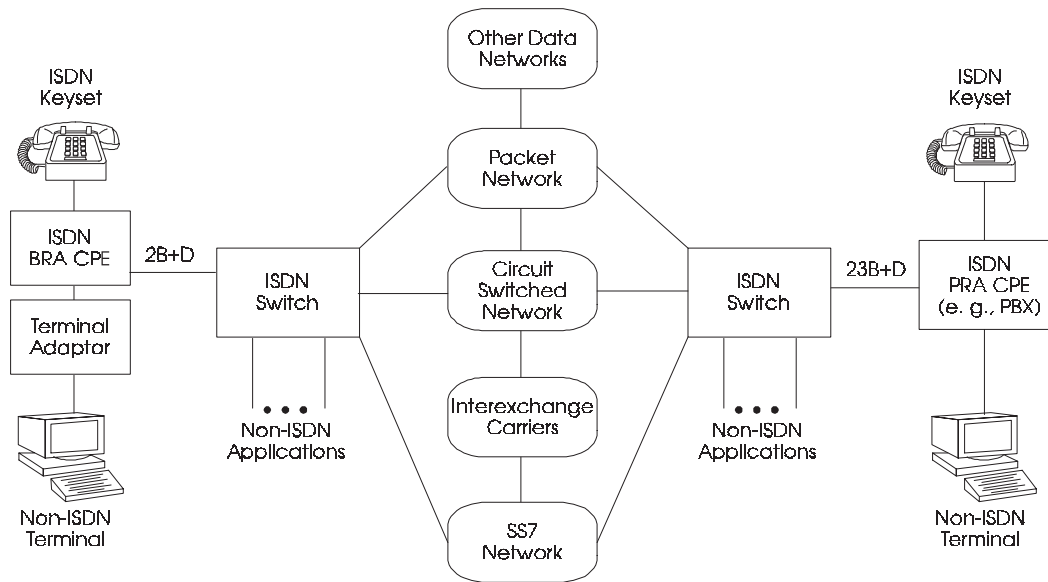 Other Data
Networks
ISDN
Keyset
ISDN
Keyset
Packet
Network
ISDN
BRA CPE
2B+D
ISDN
Switch
Circuit
Switched
Network
ISDN
Switch
23B+D
ISDN
PRA CPE
(e. g., PBX)
Terminal
Adaptor
Interexchange
Carriers
Non-ISDN
Applications
Non-ISDN
Applications
Non-ISDN
Terminal
SS7
Network
Non-ISDN
Terminal